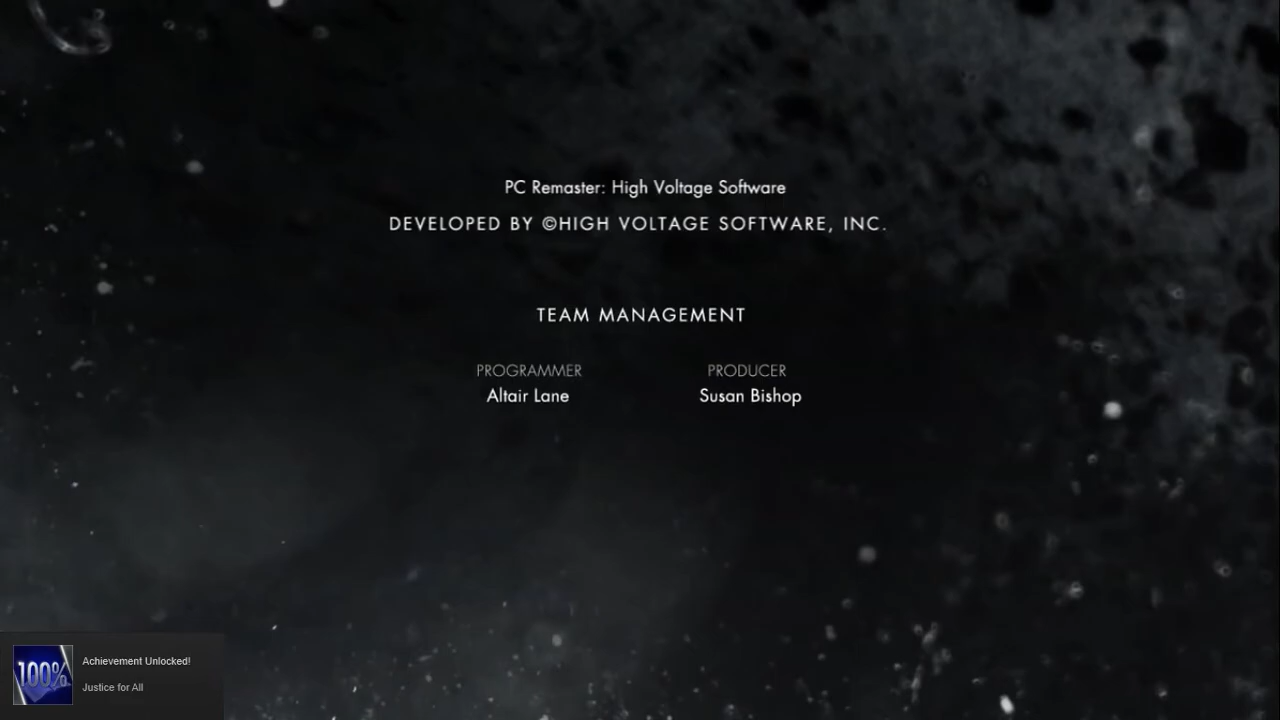 PC Remaster: High Voltage Software
DEVELOPED BY ©HIGH VOLTAGE SOFTWARE, INC.
TEAM MANAGEMENT
PROGRAMMER PRODUCER
Altair Lane Susan Bishop
100%
Achievement Unlocked!
Justice for All